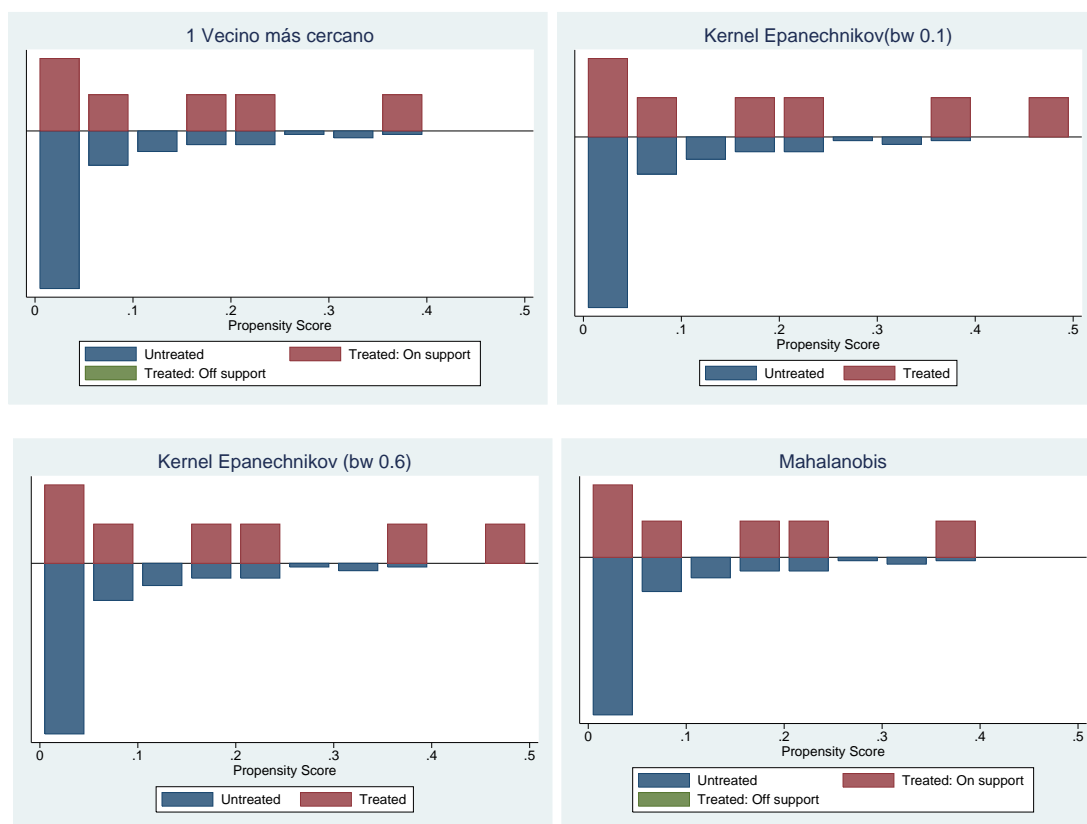 1 Vecino más cercano
0 .1 .2 .3 .4 .5
Propensity Score
Untreated Treated: On support
Treated: Off support
Kernel Epanechnikov(bw 0.1)
0 .1 .2 .3 .4 .5
Propensity Score
Untreated Treated
Kernel Epanechnikov (bw 0.6)
0 .1 .2 .3 .4 .5
Propensity Score
Untreated Treated
Mahalanobis
0 .1 .2 .3 .4 .5
Propensity Score
Untreated Treated: On support
Treated: Off support